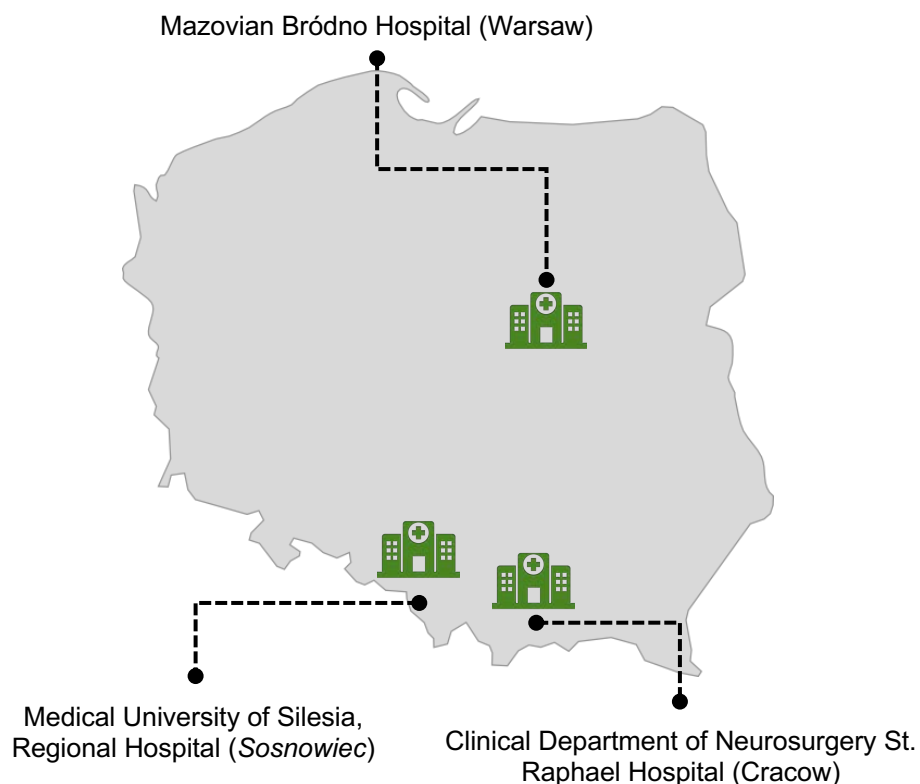 Mazovian Bródno Hospital (Warsaw)
Medical University of Silesia,
Regional Hospital (Sosnowiec)
Clinical Department of Neurosurgery St.
Raphael Hospital (Cracow)